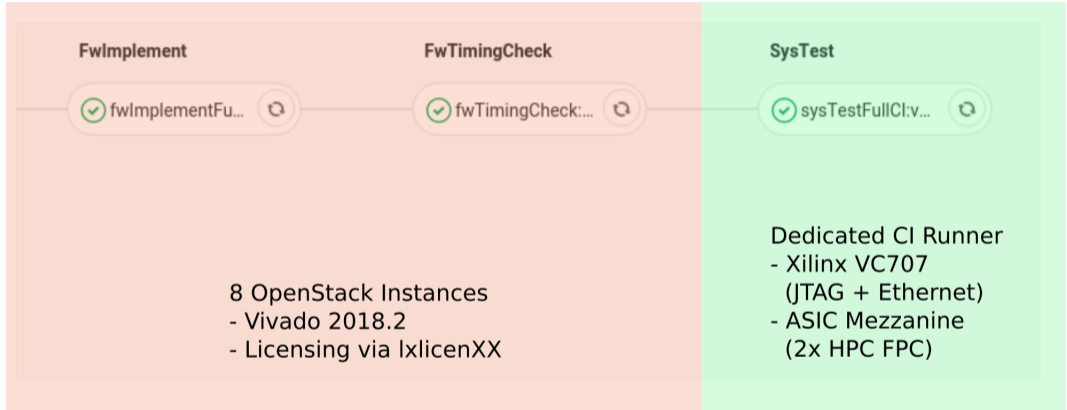 FwImplement
FwTimingCheck
SysTest
fwImplementFu...
fwTimingCheck:...
sysTestFullCI:v...
Dedicated CI Runner
- Xilinx VC707
(JTAG + Ethernet)
- ASIC Mezzanine
(2x HPC FPC)
8 OpenStack Instances
- Vivado 2018.2
- Licensing via lxlicenXX